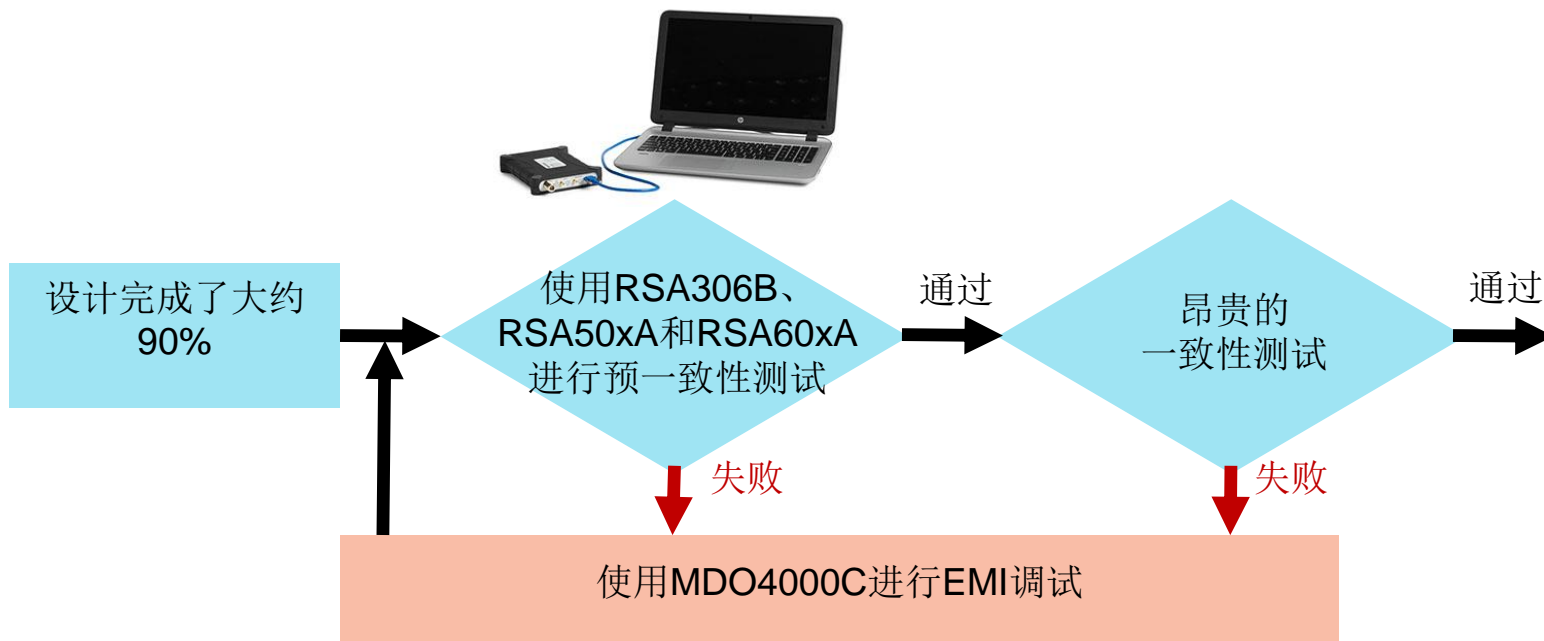 设计完成了大约
90%
使用RSA306B、
RSA50xA和RSA60xA
进行预一致性测试
通过
昂贵的
一致性测试
通过
失败
失败
使用MDO4000C进行EMI调试